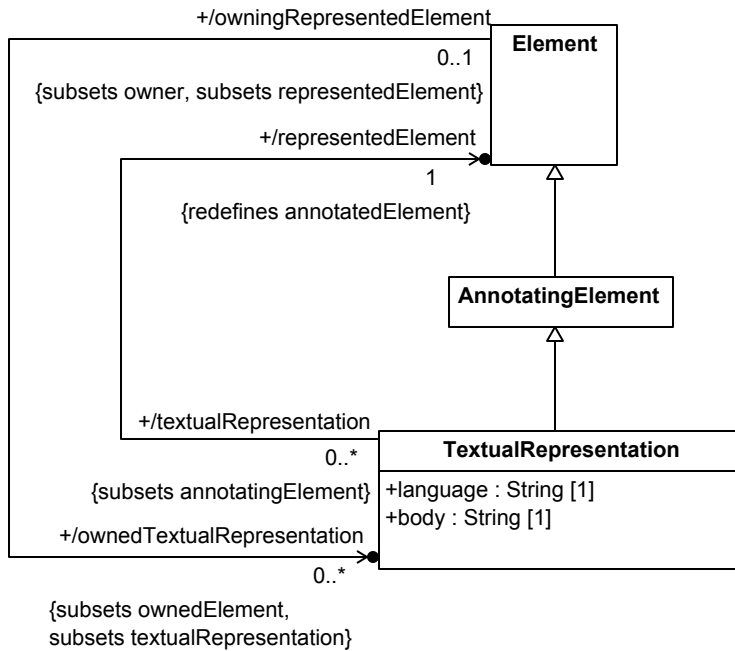 +/owningRepresentedElement
Element
0..1
{subsets owner, subsets representedElement}
+/representedElement
1
{redefines annotatedElement}
AnnotatingElement
+/textualRepresentation
0..*
TextualRepresentation
{subsets annotatingElement}
+language : String [1]
+body : String [1]
+/ownedTextualRepresentation
0..*
{subsets ownedElement,
subsets textualRepresentation}